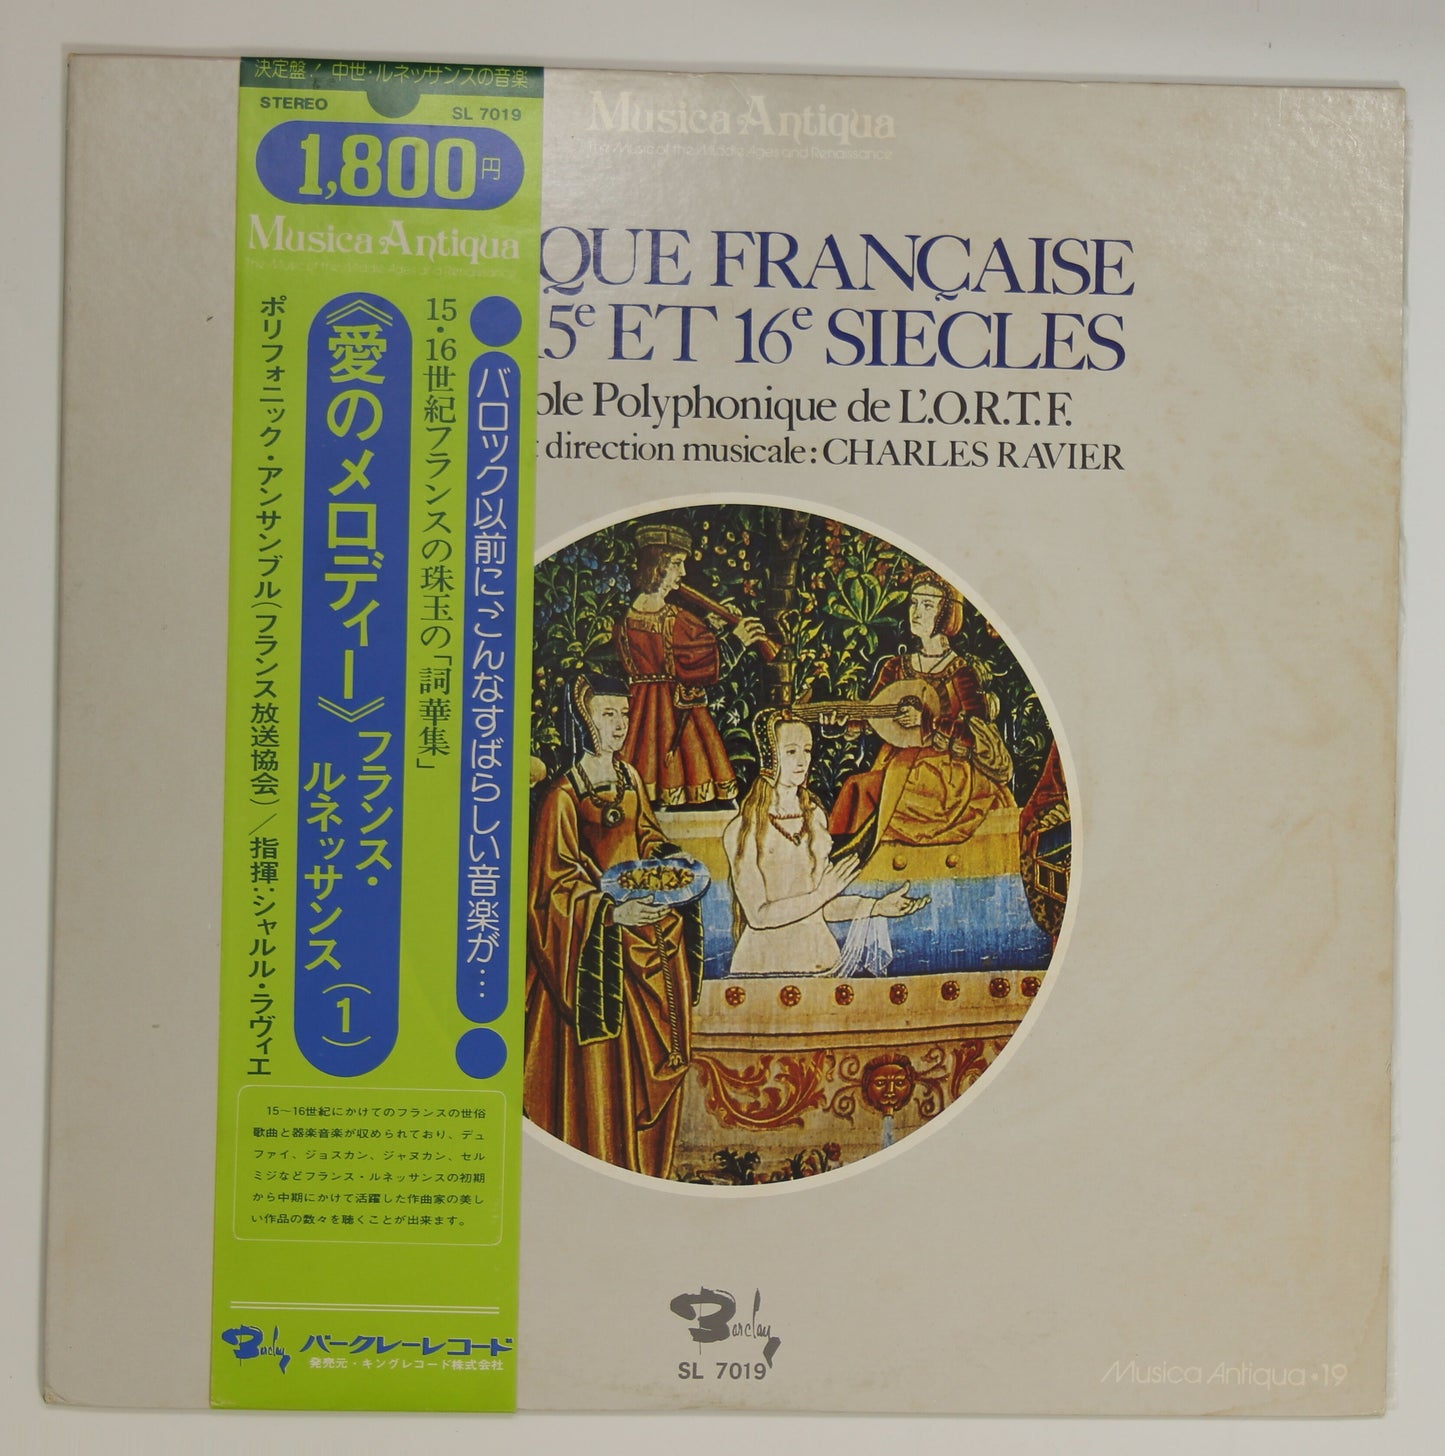 決定盤！ 中世・ルネッサンスの音楽
STEREO
SL 7019
1,800円
Musica Antiqua
The Music of the Middle Ages and Renaissance
●バロック以前に、こんなすばらしい音楽が…●
15・16世紀フランスの珠玉の「詞華集」
《愛のメロディー》フランス・
ルネッサンス(1)
ポリフォニック・アンサンブル(フランス放送協会)／指揮:シャルル・ラヴィエ
15〜16世紀にかけてのフランスの世俗
歌曲と器楽音楽が収められており、デュ
ファイ、ジョスカン、ジャヌカン、セル
ミジなどフランス・ルネッサンスの初期
から中期にかけて活躍した作曲家の美し
い作品の数々を聴くことが出来ます。
Barclay バークレーレコード
発売元・キングレコード株式会社
Musica Antiqua
The Music of the Middle Ages and Renaissance
QUE FRANÇAISE
15e ET 16e SIECLES
ble Polyphonique de L'O.R.T.F.
t direction musicale: CHARLES RAVIER
Barclay
SL 7019
Musica Antiqua・19